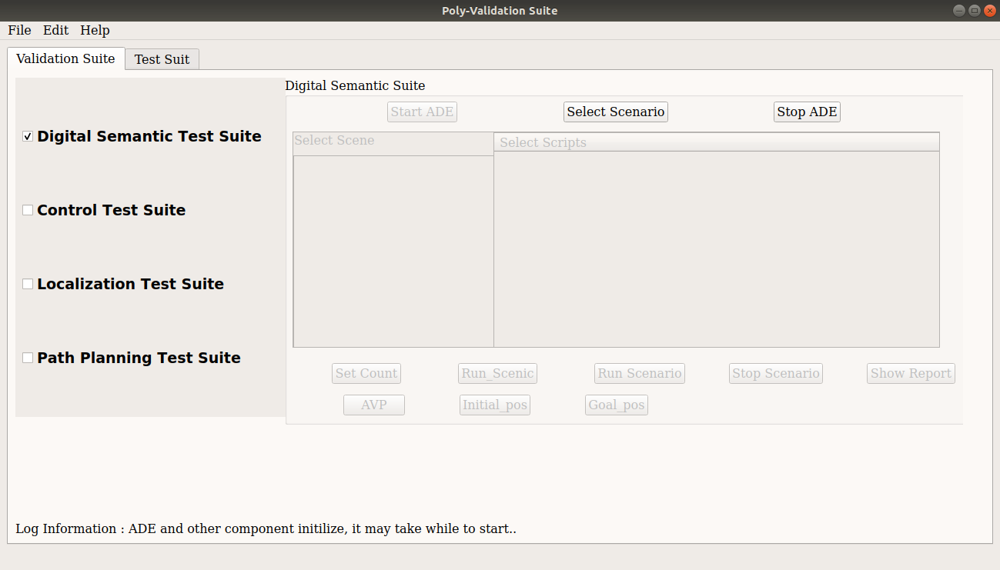 Poly-Validation Suite
File Edit Help
Validation Suite Test Suit
Digital Semantic Suite
Start ADE Select Scenario Stop ADE
Digital Semantic Test Suite
Select Scene Select Scripts
Control Test Suite
Localization Test Suite
Path Planning Test Suite
Set Count Run_Scenic Run Scenario Stop Scenario Show Report
AVP Initial_pos Goal_pos
Log Information : ADE and other component initilize, it may take while to start..